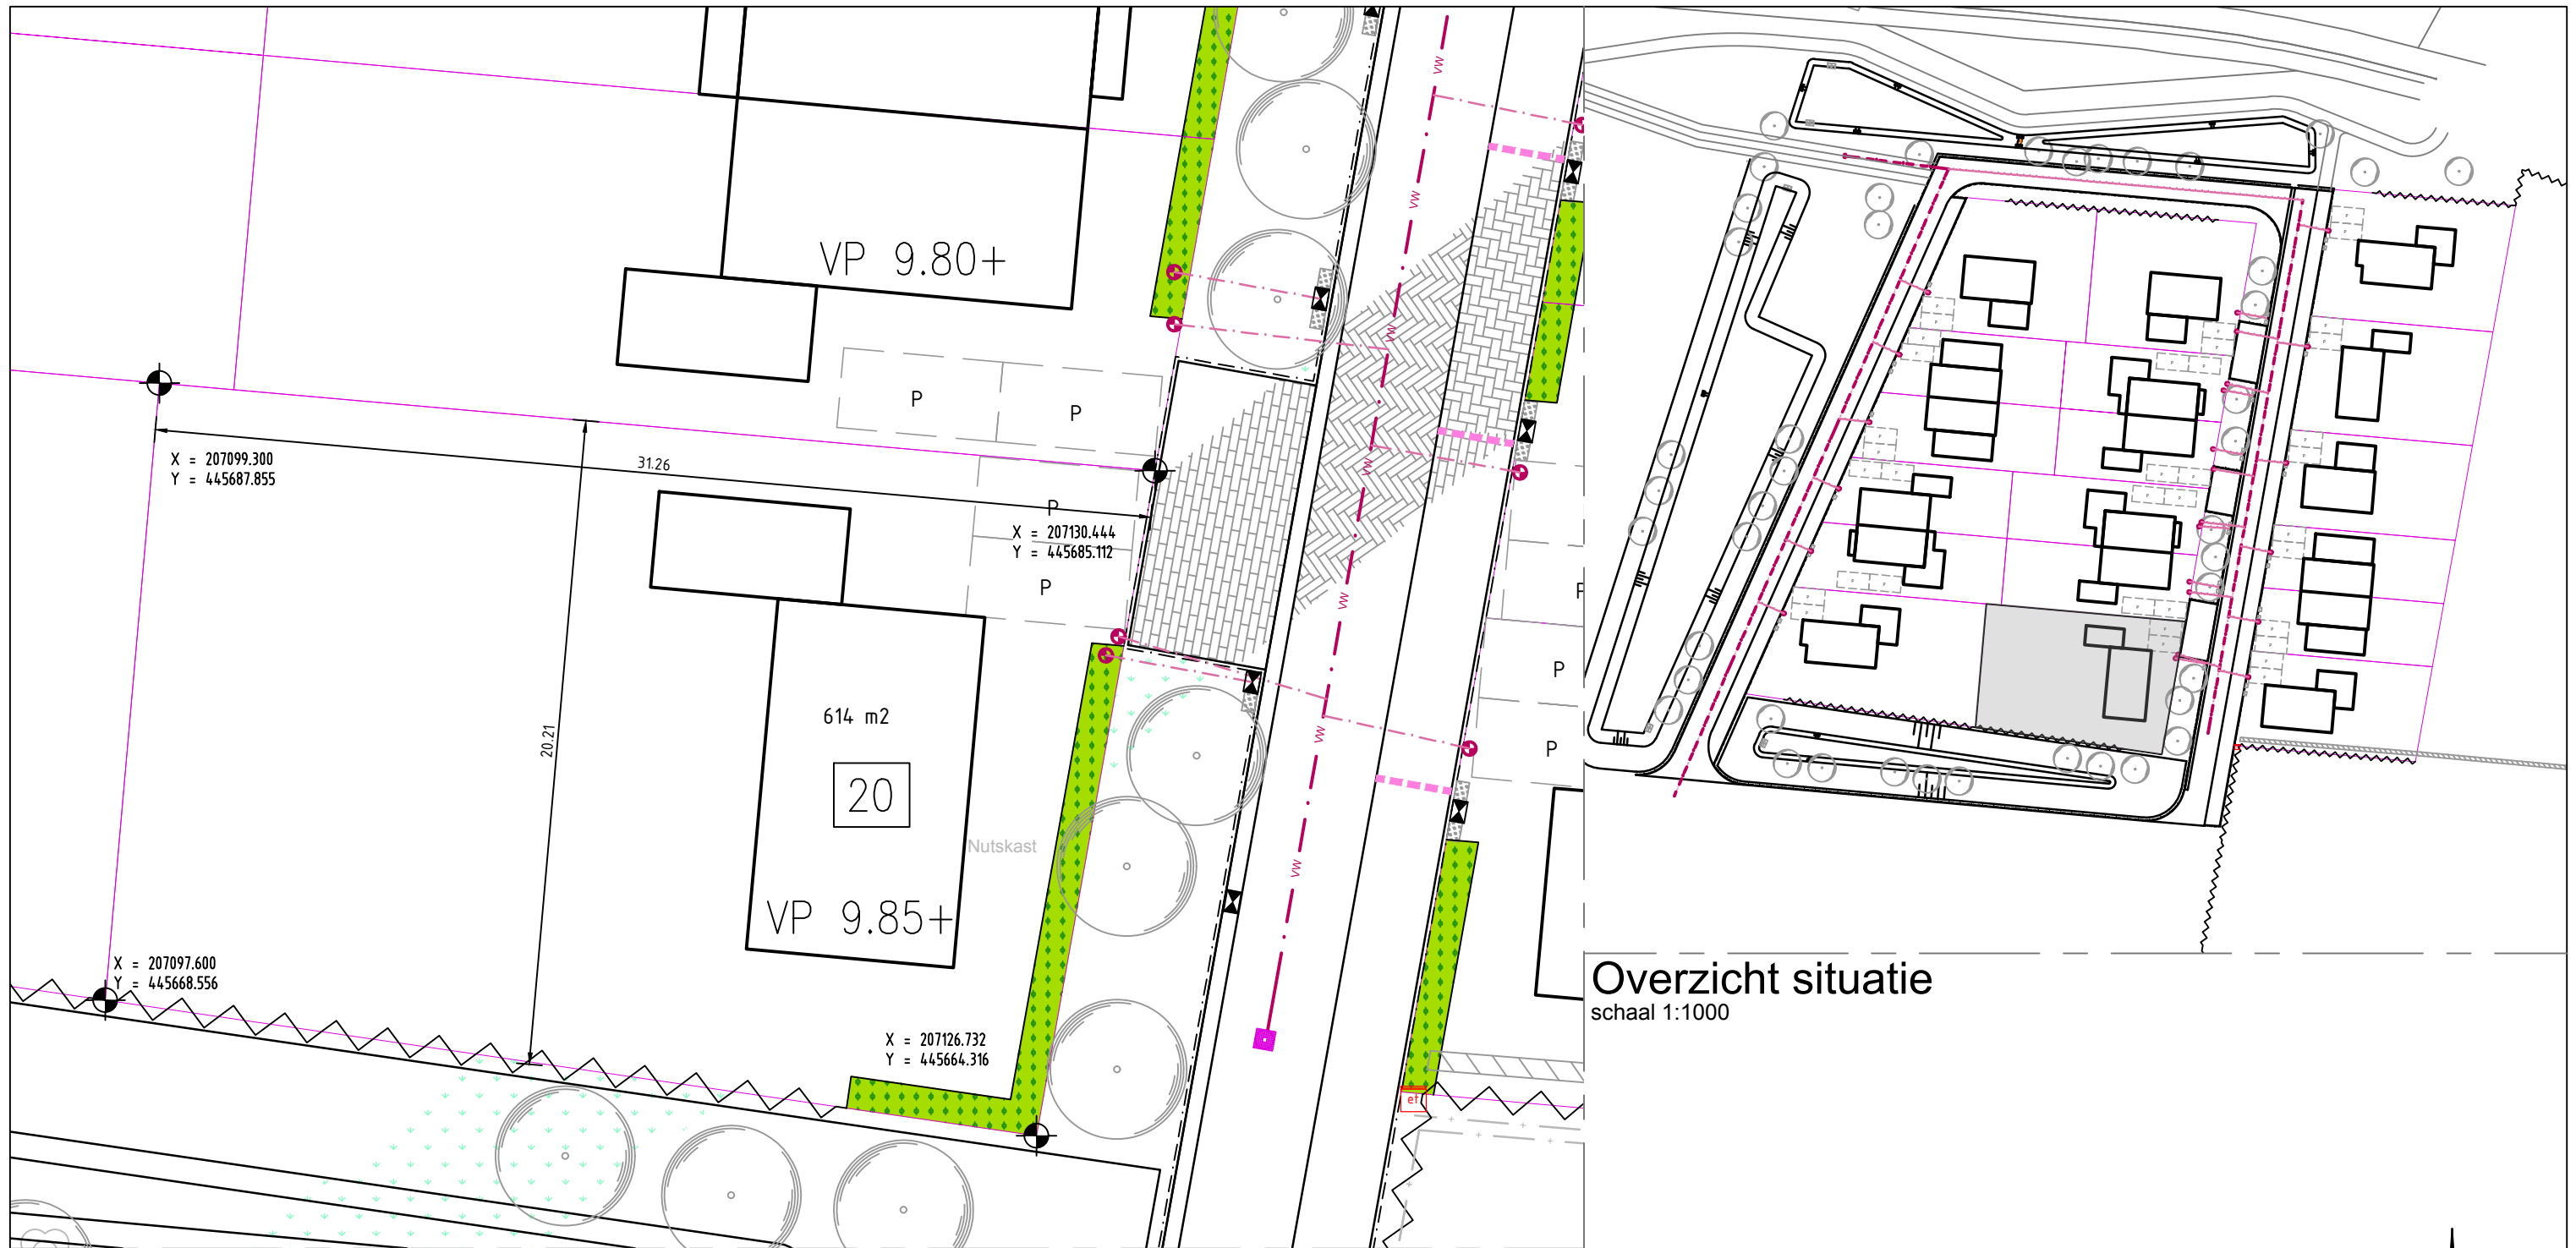 VP 9.80+
P
P
X = 207099.300
Y = 445687.855
31.26
P
X = 207130.444
Y = 445685.112
P
P
P
P
614 m2
20
20.21
Nutskast
VP 9.85+
X = 207097.600
Y = 445668.556
X = 207126.732
Y = 445664.316
vw
vw
vw
vw
vw
vw
vw
et
Overzicht situatie
schaal 1:1000